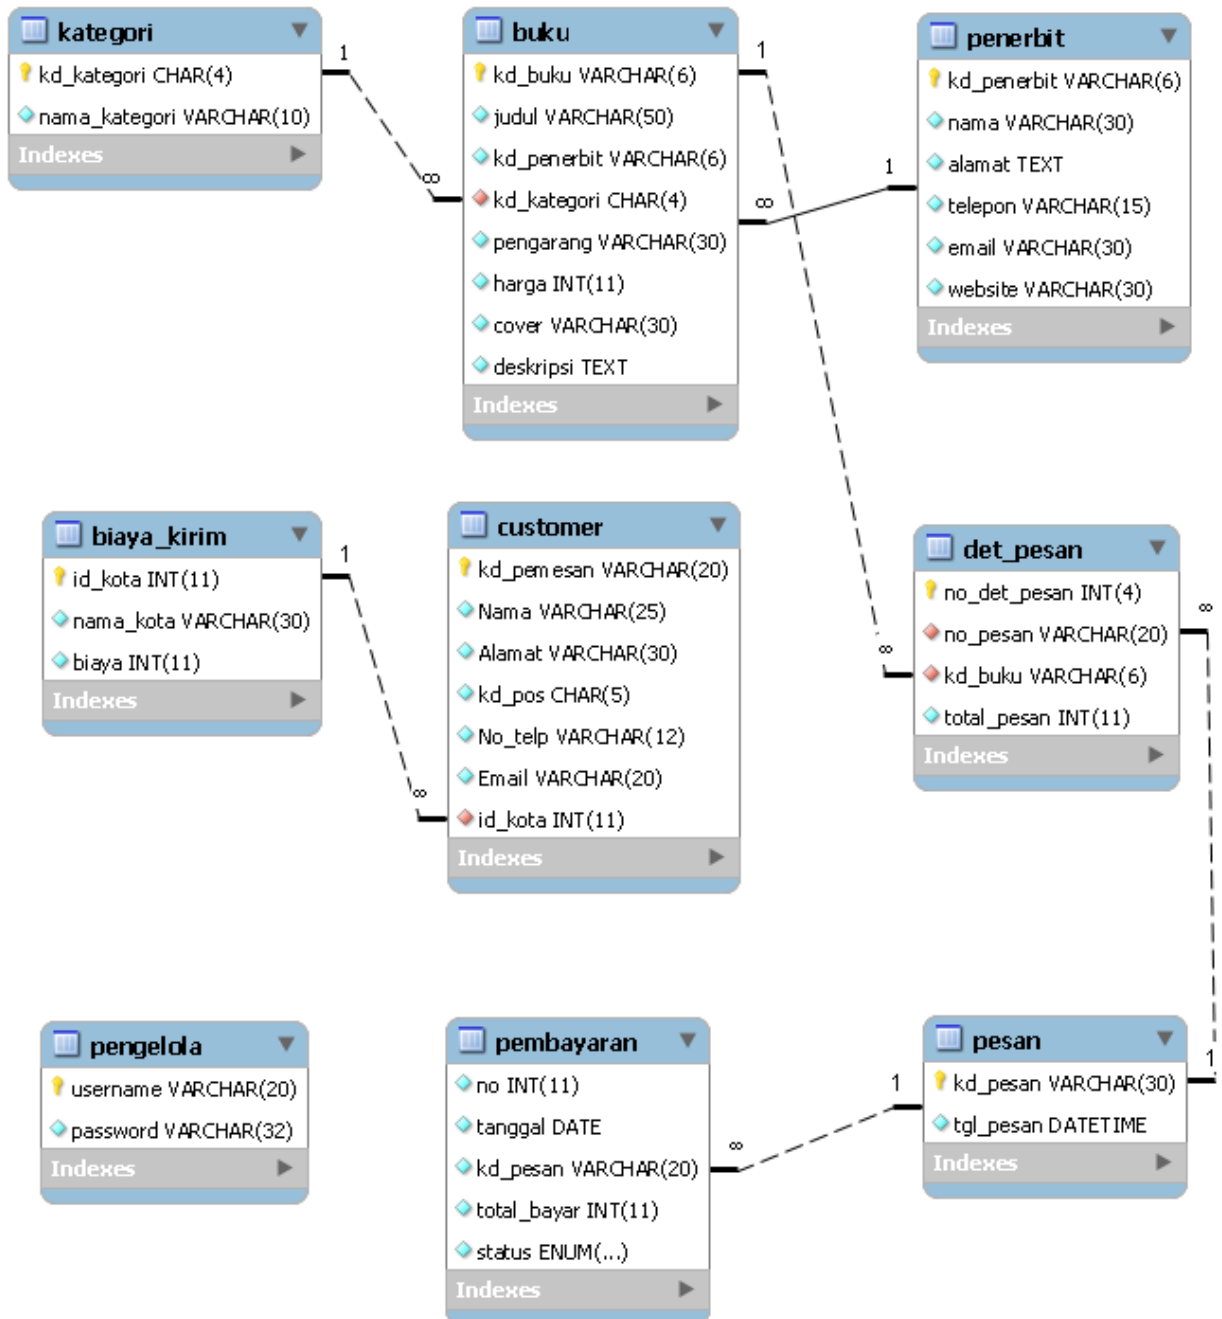 kategori
kd_kategori CHAR(4)
nama_kategori VARCHAR(10)
Indexes
1
∞
buku
kd_buku VARCHAR(6)
judul VARCHAR(50)
kd_penerbit VARCHAR(6)
kd_kategori CHAR(4)
pengarang VARCHAR(30)
harga INT(11)
cover VARCHAR(30)
deskripsi TEXT
Indexes
1
∞
1
penerbit
kd_penerbit VARCHAR(6)
nama VARCHAR(30)
alamat TEXT
telepon VARCHAR(15)
email VARCHAR(30)
website VARCHAR(30)
Indexes
biaya_kirim
id_kota INT(11)
nama_kota VARCHAR(30)
biaya INT(11)
Indexes
1
∞
customer
kd_pemesan VARCHAR(20)
Nama VARCHAR(25)
Alamat VARCHAR(30)
kd_pos CHAR(5)
No_telp VARCHAR(12)
Email VARCHAR(20)
id_kota INT(11)
Indexes
∞
det_pesan
no_det_pesan INT(4)
no_pesan VARCHAR(20)
kd_buku VARCHAR(6)
total_pesan INT(11)
Indexes
∞
pengelola
username VARCHAR(20)
password VARCHAR(32)
Indexes
pembayaran
no INT(11)
tanggal DATE
kd_pesan VARCHAR(20)
total_bayar INT(11)
status ENUM(...)
Indexes
∞
1
pesan
kd_pesan VARCHAR(30)
tgl_pesan DATETIME
Indexes
1